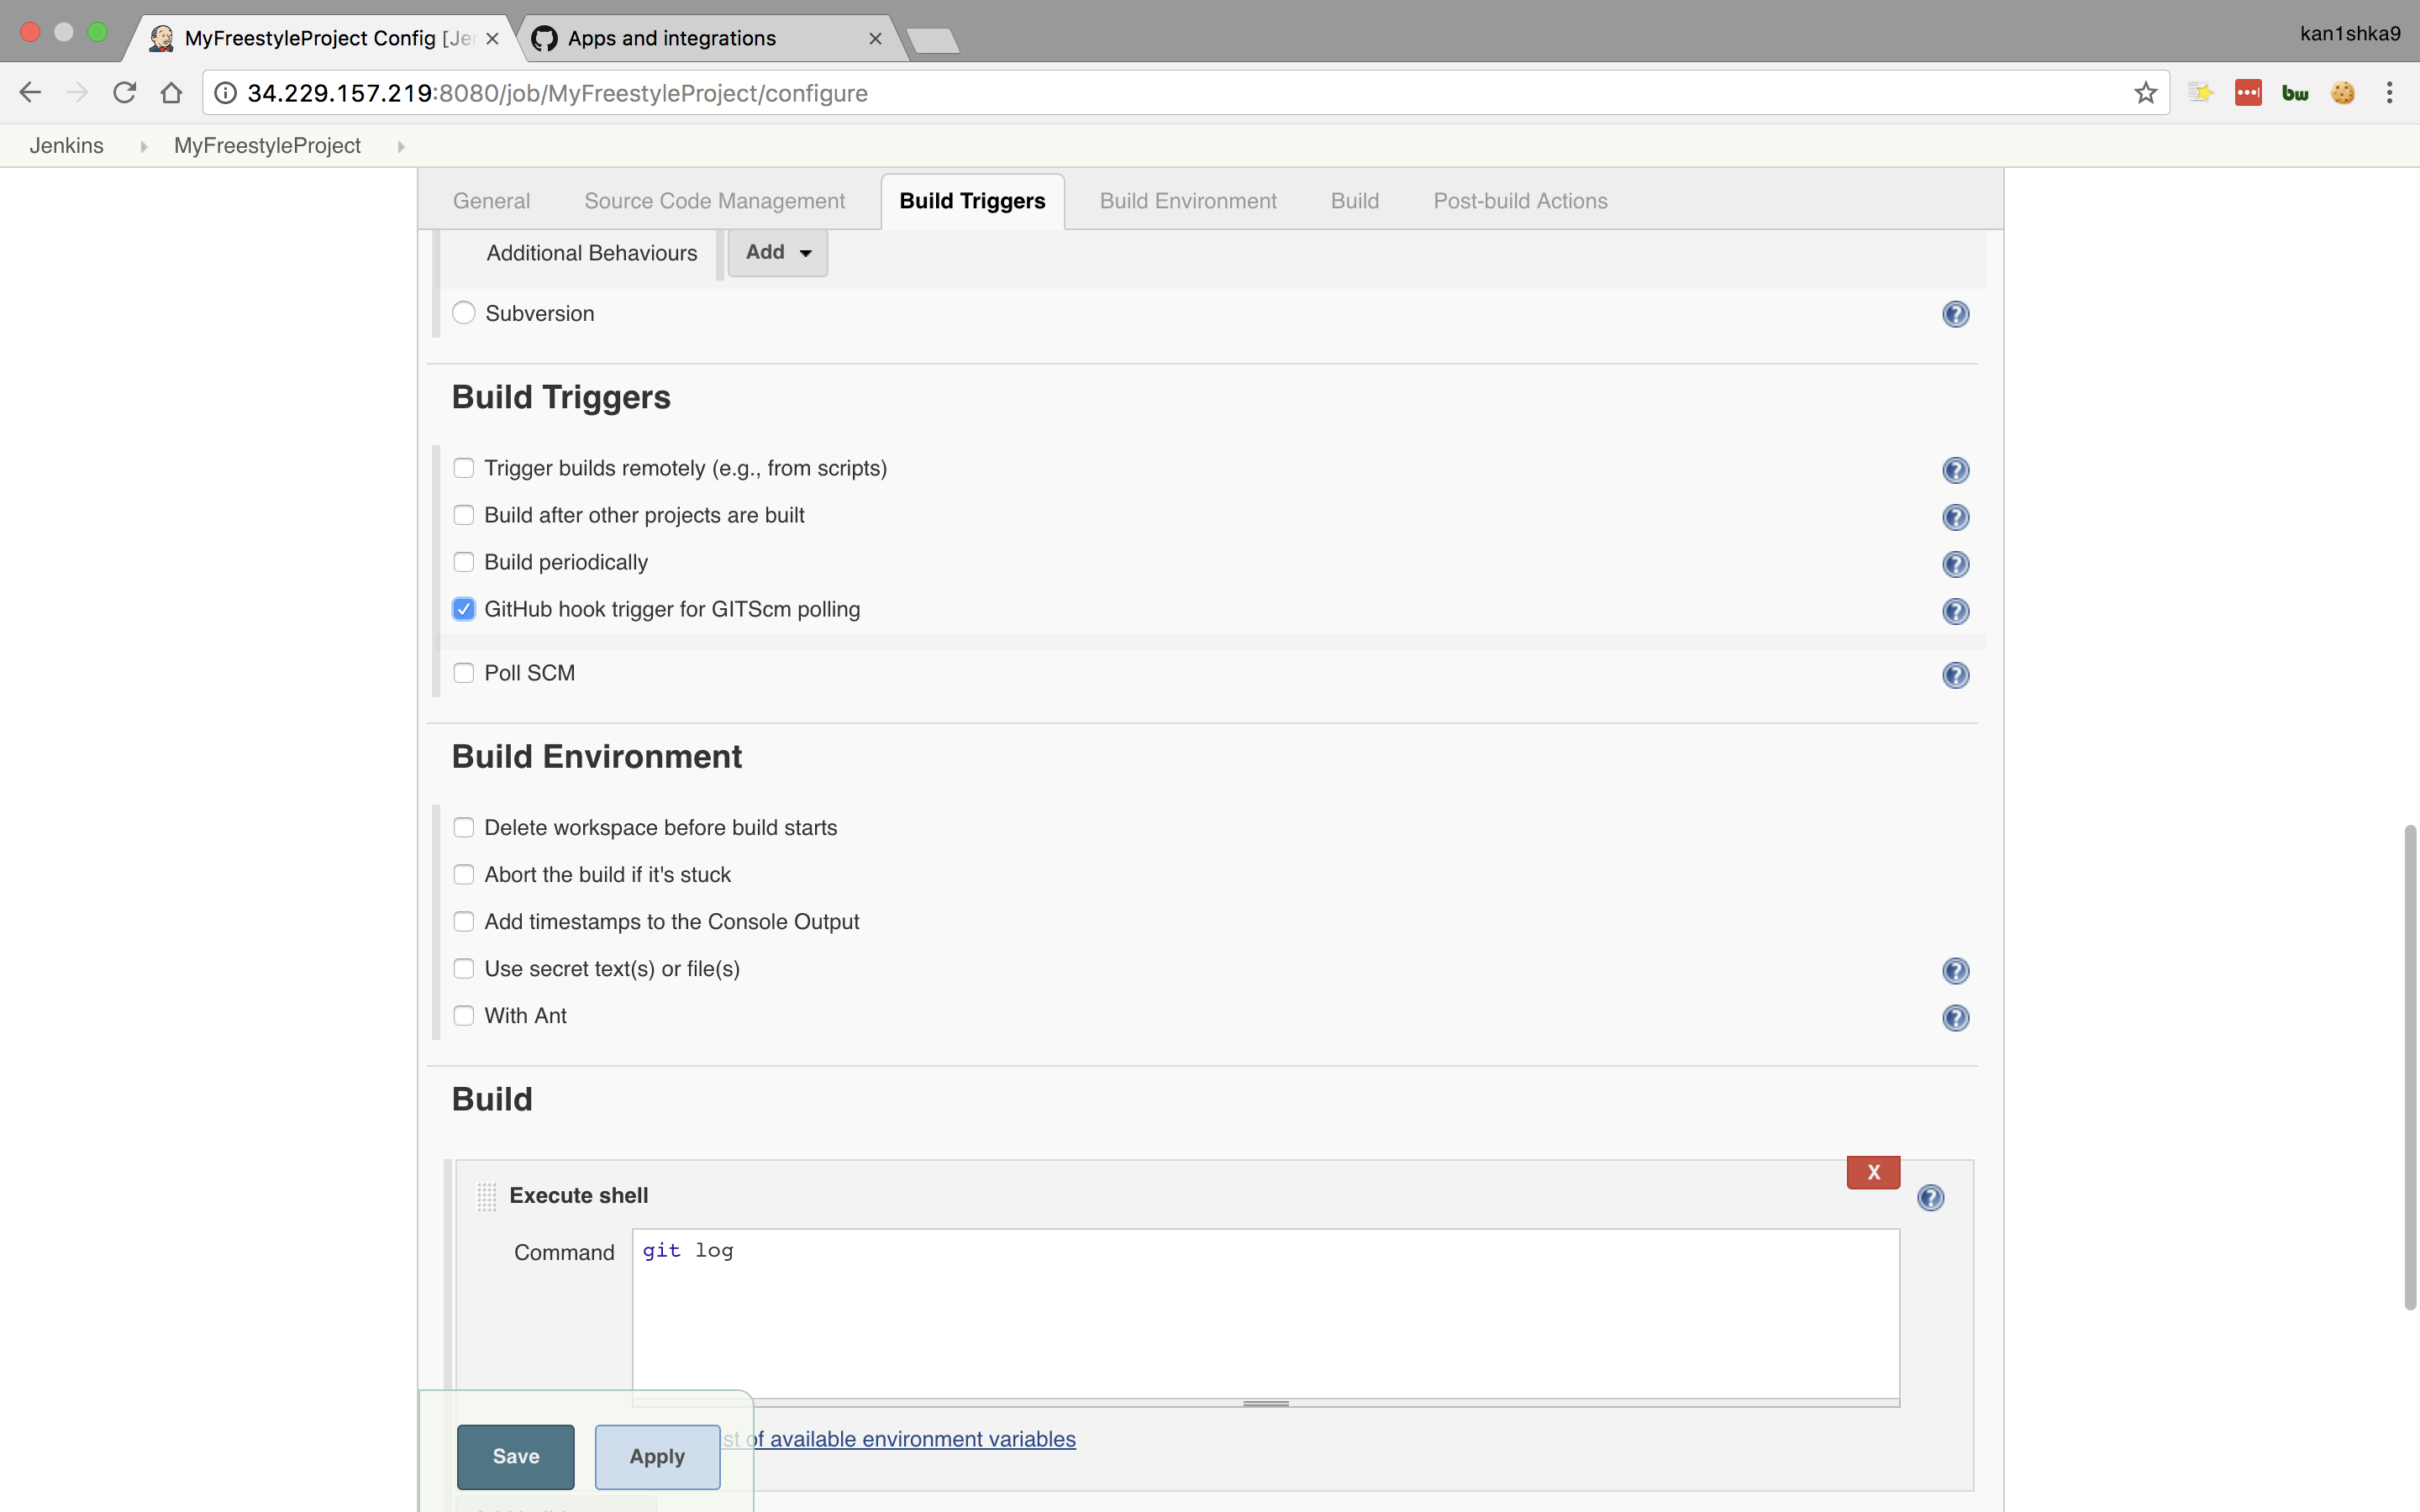 MyFreestyleProject Config [Je
Apps and integrations
kan1shka9
34.229.157.219:8080/job/MyFreestyleProject/configure
bw
Jenkins
MyFreestyleProject
General
Source Code Management
Build Triggers
Build Environment
Build
Post-build Actions
Additional Behaviours
Add
Subversion
?
Build Triggers
Trigger builds remotely (e.g., from scripts)
?
Build after other projects are built
?
Build periodically
?
GitHub hook trigger for GITScm polling
?
Poll SCM
?
Build Environment
Delete workspace before build starts
Abort the build if it's stuck
Add timestamps to the Console Output
Use secret text(s) or file(s)
?
With Ant
?
Build
X
Execute shell
?
Command
git log
st of available environment variables
Save
Apply